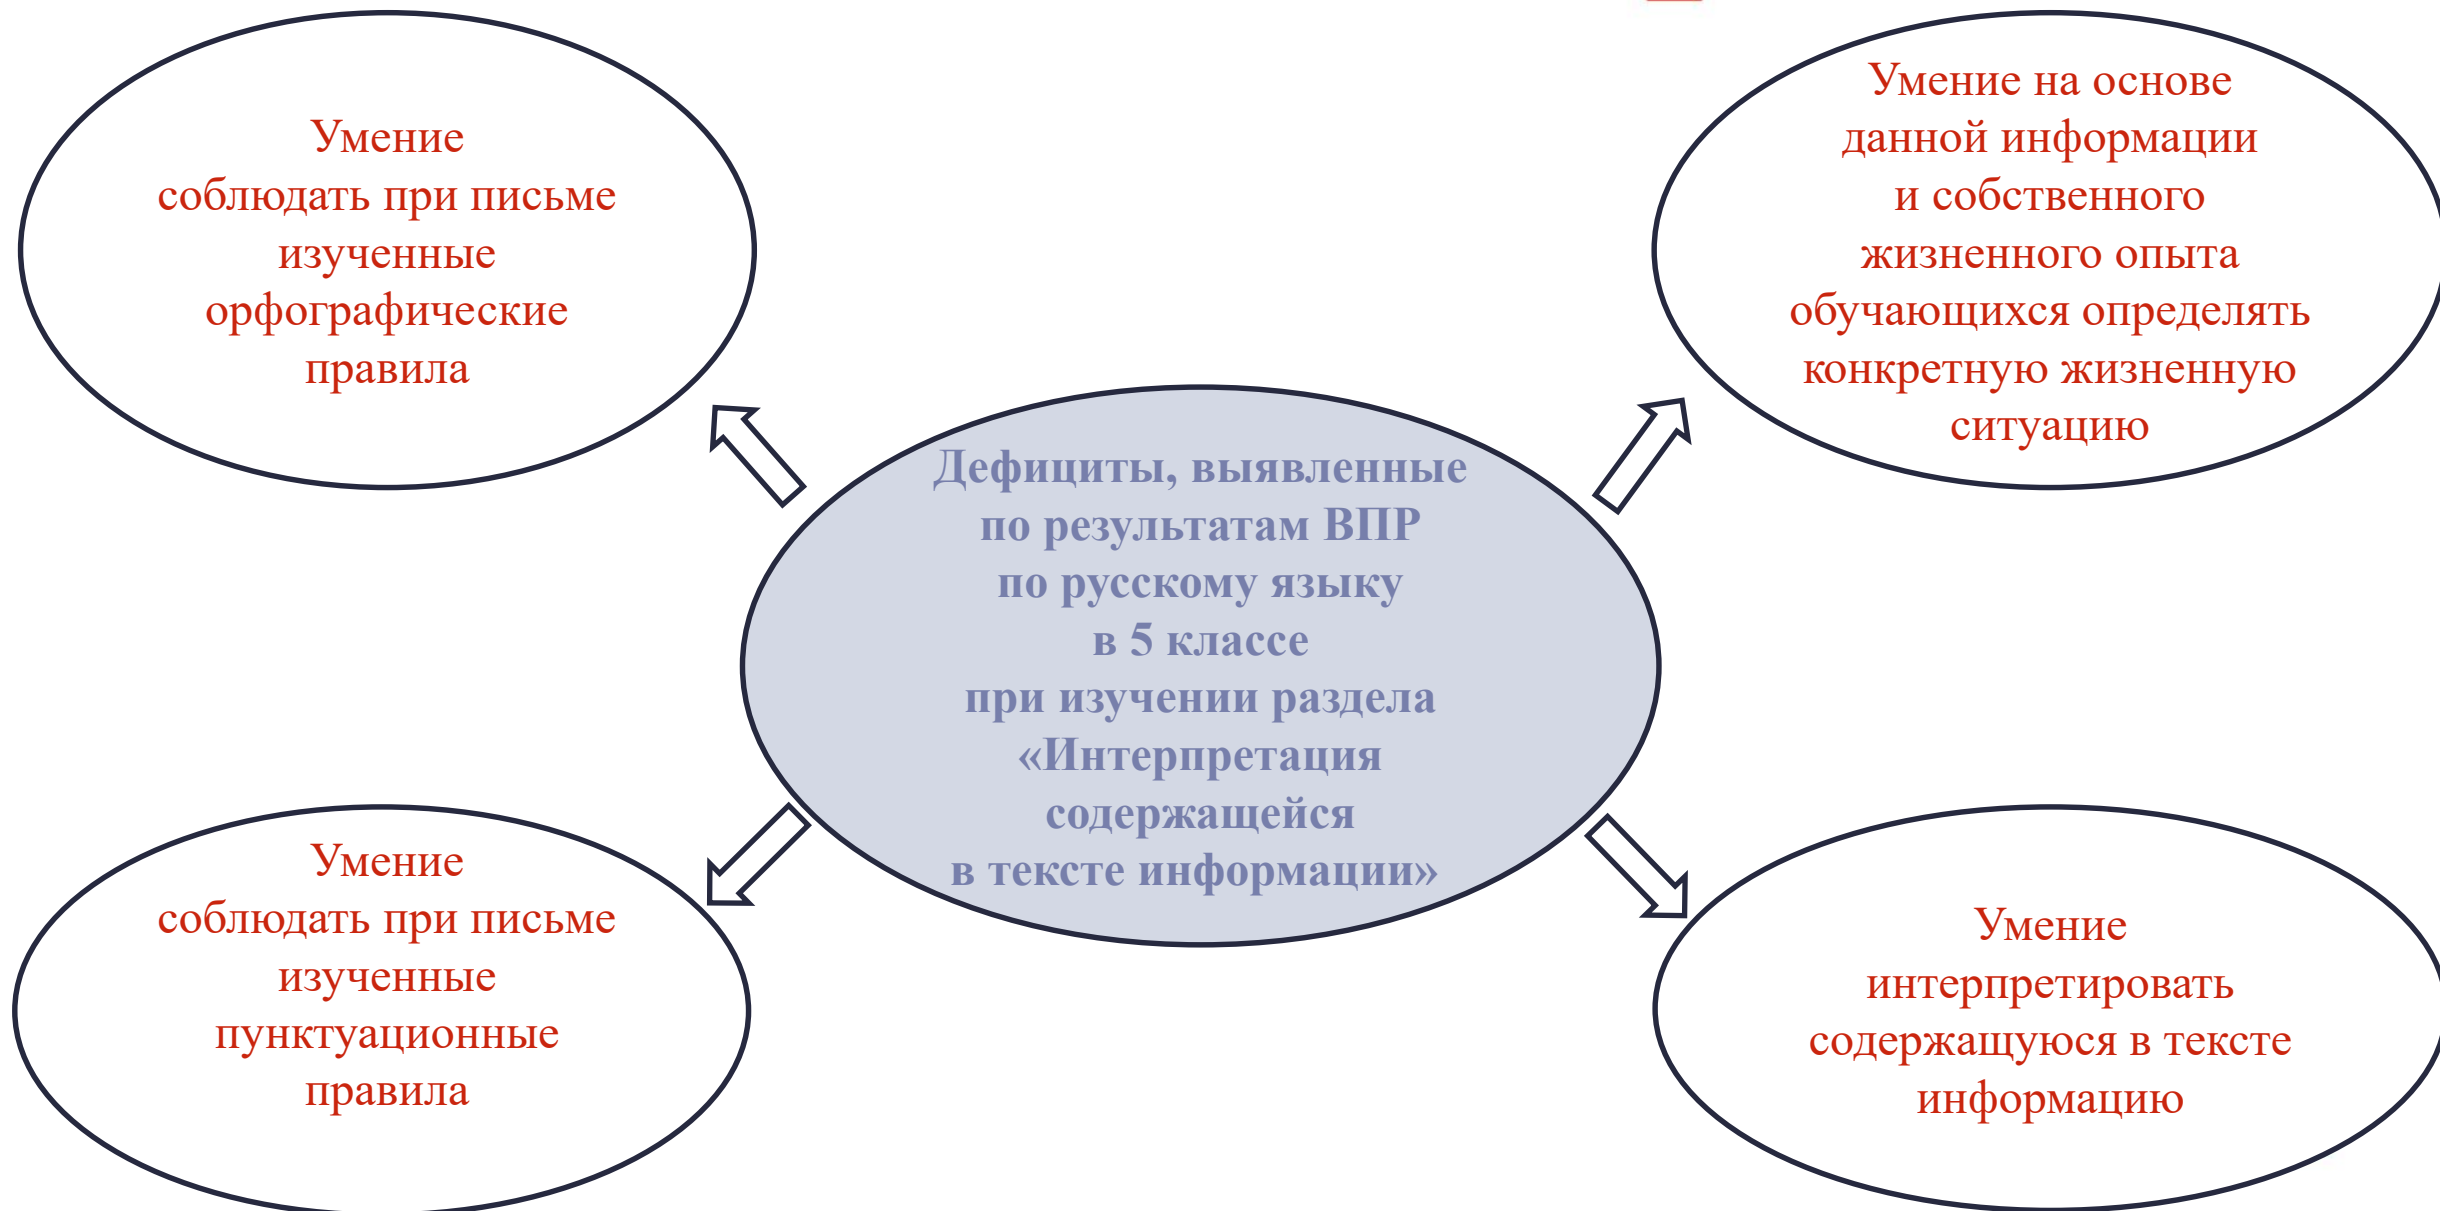 Умение
соблюдать при письме
изученные
орфографические
правила
Умение на основе
данной информации
и собственного
жизненного опыта
обучающихся определять
конкретную жизненную
ситуацию
Дефициты, выявленные
по результатам ВПР
по русскому языку
в 5 классе
при изучении раздела
«Интерпретация
содержащейся
в тексте информации»
Умение
соблюдать при письме
изученные
пунктуационные
правила
Умение
интерпретировать
содержащуюся в тексте
информацию